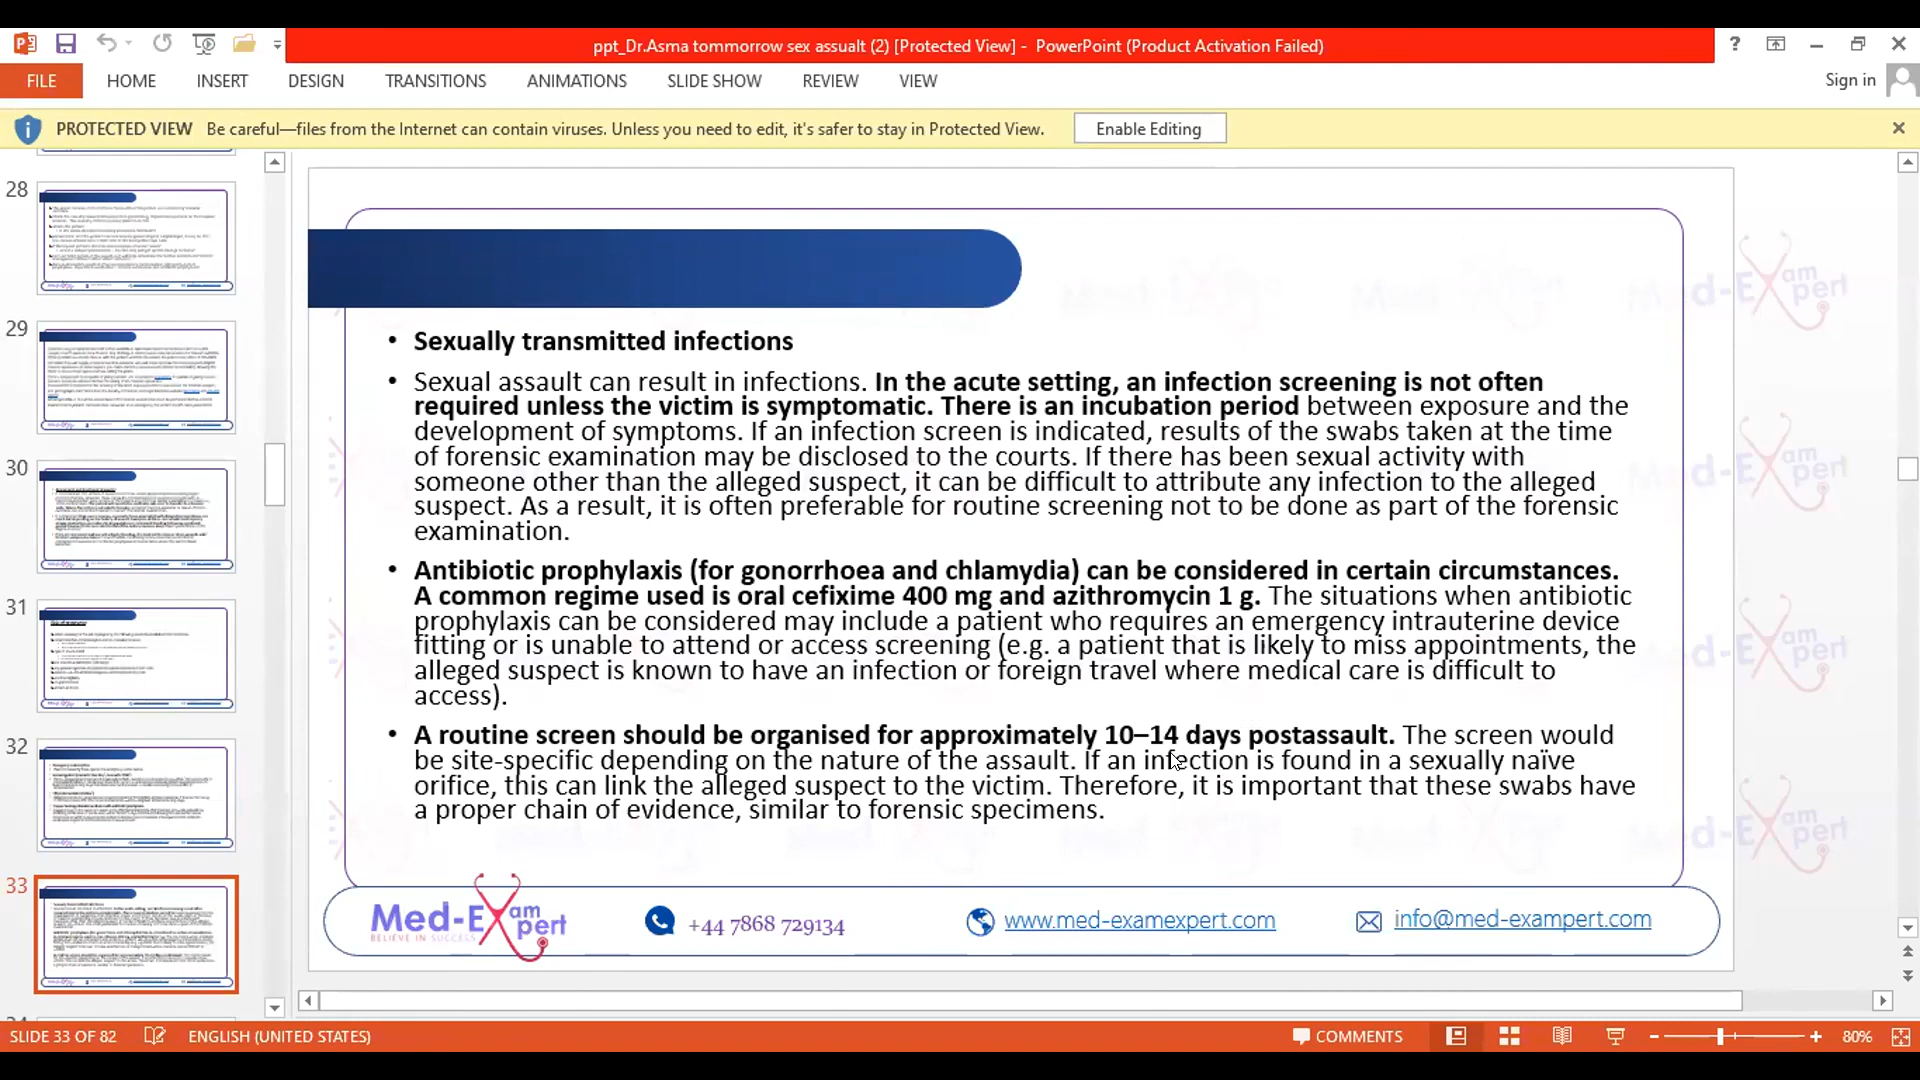 ppt_Dr.Asma tommorrow sex assualt (2) [Protected View] - PowerPoint (Product Activation Failed)
FILE HOME INSERT DESIGN TRANSITIONS ANIMATIONS SLIDE SHOW REVIEW VIEW Sign in
PROTECTED VIEW Be careful—files from the Internet can contain viruses. Unless you need to edit, it's safer to stay in Protected View. Enable Editing
28
29
30
31
32
33
• Sexually transmitted infections
• Sexual assault can result in infections. In the acute setting, an infection screening is not often
required unless the victim is symptomatic. There is an incubation period between exposure and the
development of symptoms. If an infection screen is indicated, results of the swabs taken at the time
of forensic examination may be disclosed to the courts. If there has been sexual activity with
someone other than the alleged suspect, it can be difficult to attribute any infection to the alleged
suspect. As a result, it is often preferable for routine screening not to be done as part of the forensic
examination.
• Antibiotic prophylaxis (for gonorrhoea and chlamydia) can be considered in certain circumstances.
A common regime used is oral cefixime 400 mg and azithromycin 1 g. The situations when antibiotic
prophylaxis can be considered may include a patient who requires an emergency intrauterine device
fitting or is unable to attend or access screening (e.g. a patient that is likely to miss appointments, the
alleged suspect is known to have an infection or foreign travel where medical care is difficult to
access).
• A routine screen should be organised for approximately 10–14 days postassault. The screen would
be site-specific depending on the nature of the assault. If an infection is found in a sexually naïve
orifice, this can link the alleged suspect to the victim. Therefore, it is important that these swabs have
a proper chain of evidence, similar to forensic specimens.
Med-Exam pert
BELIEVE IN SUCCESS
+44 7868 729134
www.med-examexpert.com
info@med-exampert.com
SLIDE 33 OF 82 ENGLISH (UNITED STATES) COMMENTS 80%